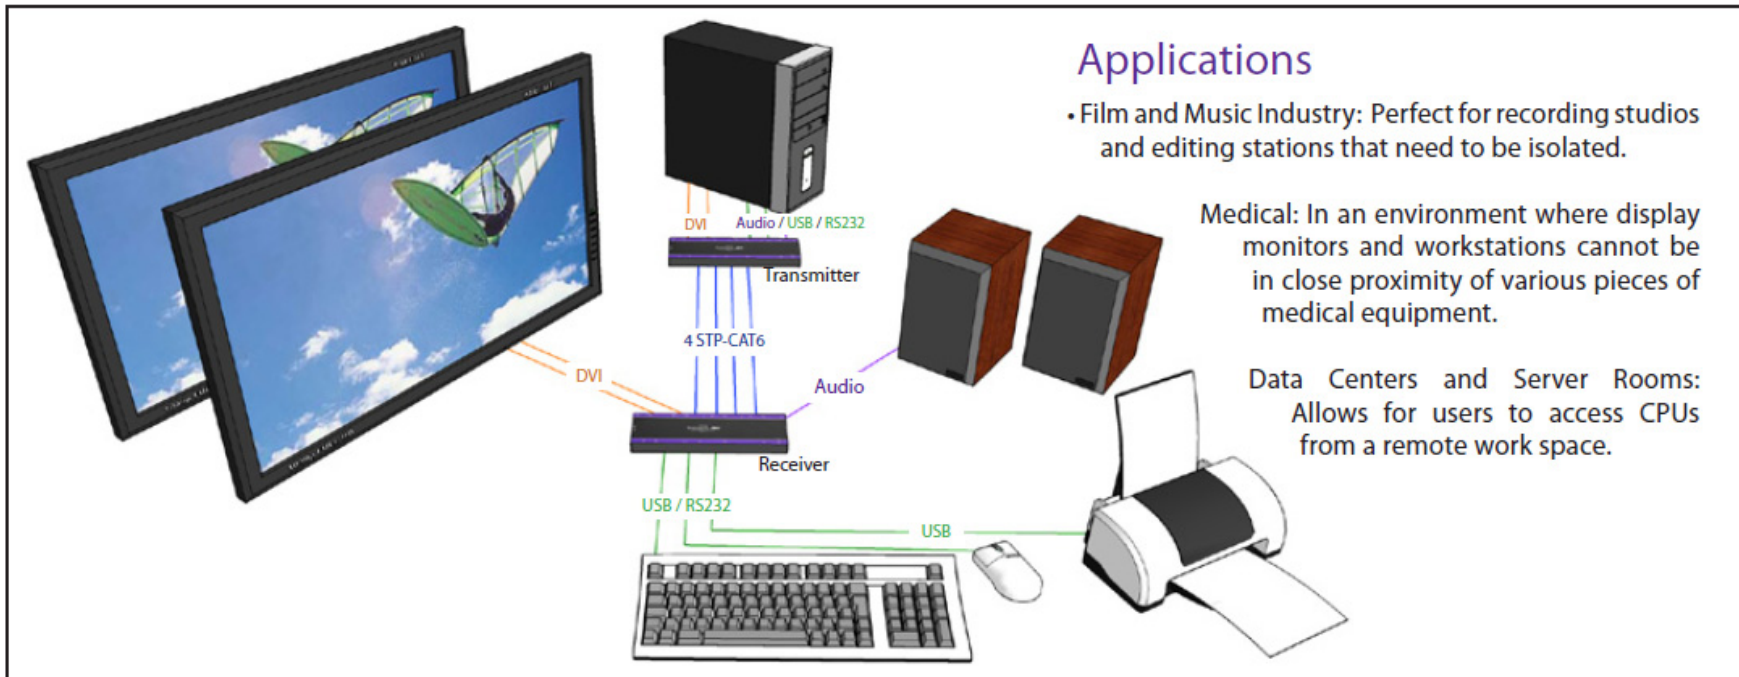 Applications
• Film and Music Industry: Perfect for recording studios
and editing stations that need to be isolated.
Medical: In an environment where display
monitors and workstations cannot be
in close proximity of various pieces of
medical equipment.
Data Centers and Server Rooms:
Allows for users to access CPUs
from a remote work space.
DVI
Audio / USB / RS232
Transmitter
4 STP-CAT6
DVI
Audio
Receiver
USB / RS232
USB